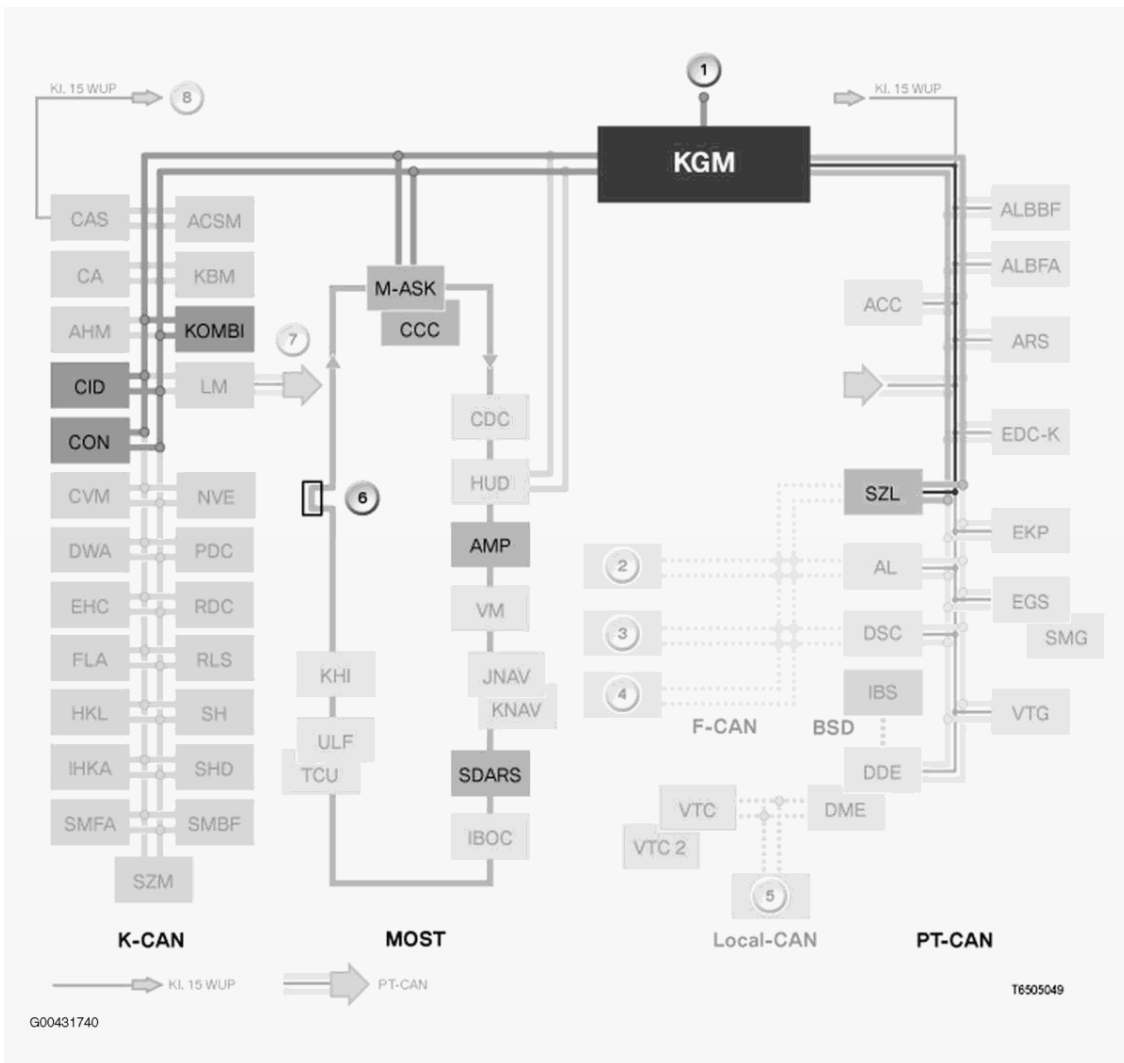 1
Kl. 15 WUP
8
Kl. 15 WUP
KGM
CAS
ACSM
ALBBF
CA
KBM
ALBFA
M-ASK
ACC
AHM
KOMBI
CCC
ARS
7
CID
LM
CDC
EDC-K
CON
HUD
SZL
CVM
NVE
6
EKP
DWA
PDC
AMP
2
AL
EHC
RDC
VM
EGS
3
DSC
SMG
FLA
RLS
KHI
JNAV
4
IBS
HKL
SH
KNAV
F-CAN
BSD
VTG
ULF
IHKA
SHD
TCU
SDARS
DDE
SMFA
SMBF
IBOC
VTC
DME
VTC 2
SZM
5
K-CAN
MOST
Local-CAN
PT-CAN
Kl. 15 WUP
PT-CAN
T6505049
G00431740